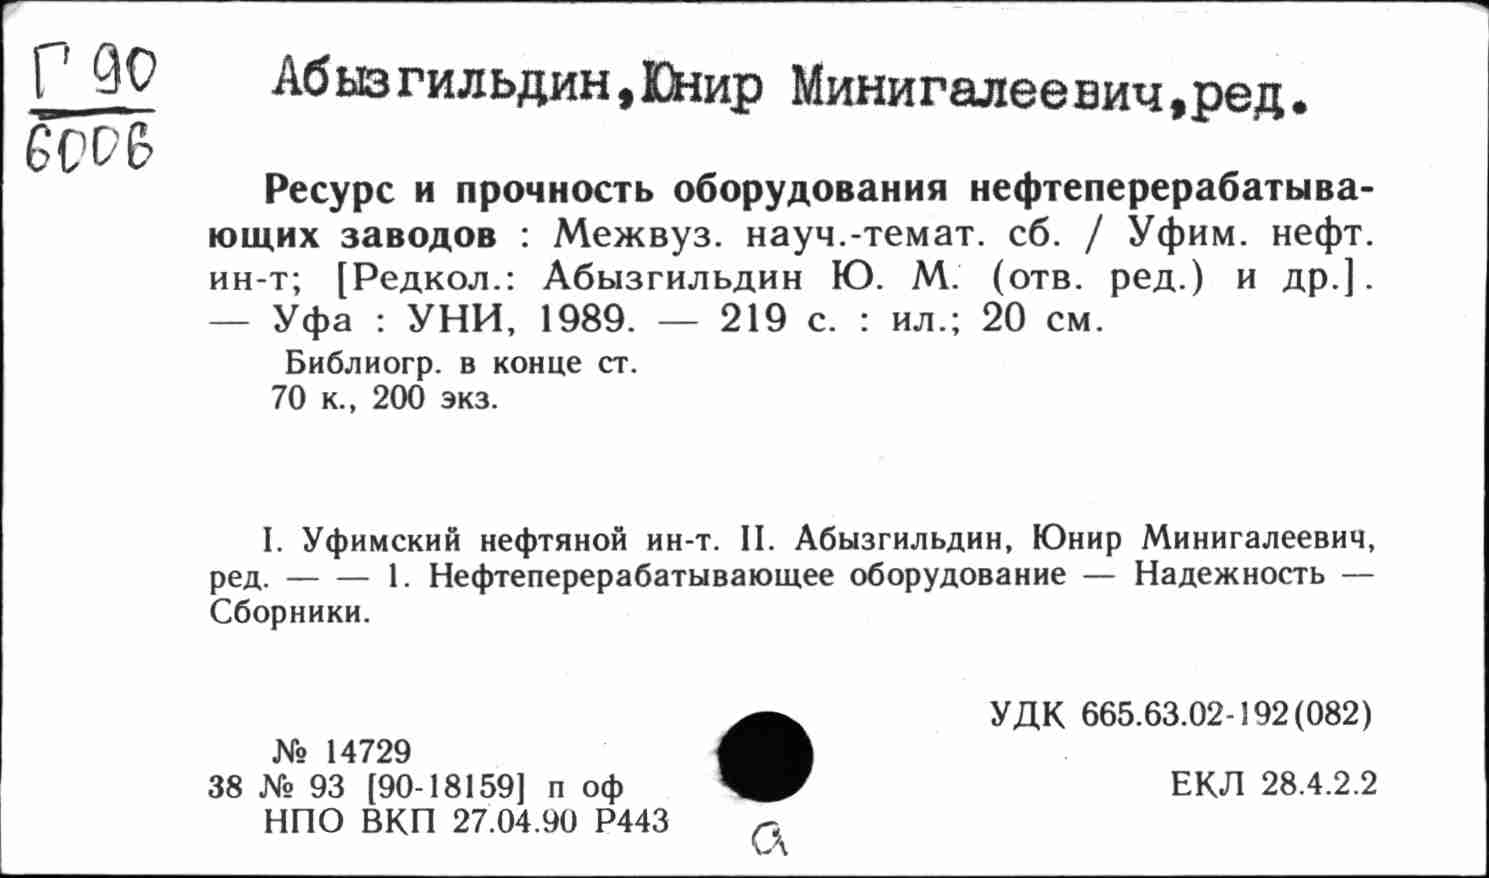 Г 90
6006
Абызгильдин,Юнир Минигалеевич,ред.
Ресурс и прочность оборудования нефтеперерабатыва-
ющих заводов : Межвуз. науч.-темат. сб. / Уфим. нефт.
ин-т; [Редкол.: Абызгильдин Ю. М. (отв. ред.) и др.].
— Уфа : УНИ, 1989. — 219 с. : ил.; 20 см.
Библиогр. в конце ст.
70 к., 200 экз.
I. Уфимский нефтяной ин-т. II. Абызгильдин, Юнир Минигалеевич,
ред. — — 1. Нефтеперерабатывающее оборудование — Надежность —
Сборники.
УДК 665.63.02-192(082)
№ 14729
38 № 93 [90-18159] п оф
ЕКЛ 28.4.2.2
НПО ВКП 27.04.90 Р443